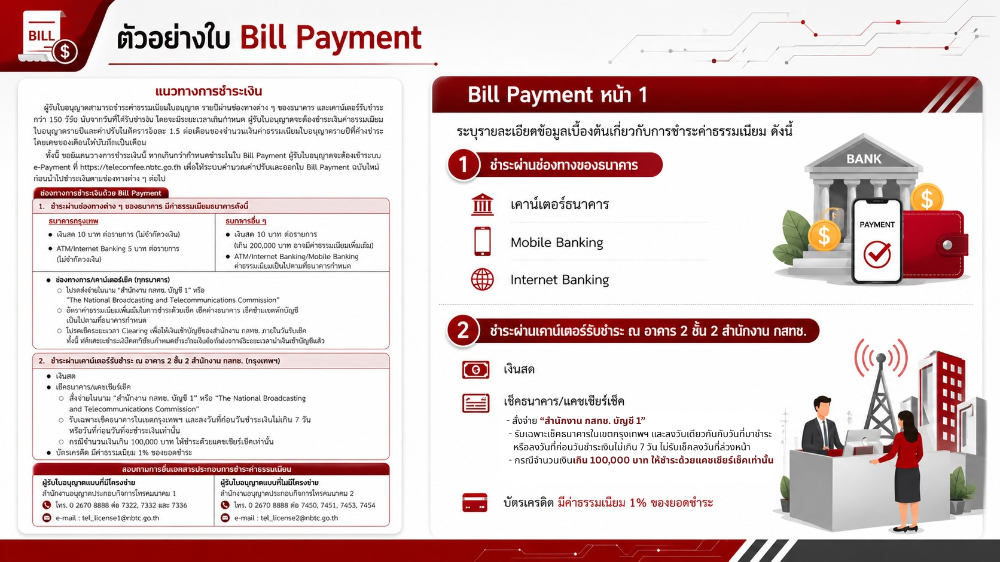 BILL
$
ตัวอย่างใบ Bill Payment
แนวทางการชำระเงิน
ผู้รับใบอนุญาตสามารถชำระค่าธรรมเนียมใบอนุญาต รายปีผ่านช่องทางต่าง ๆ ของธนาคาร และเคาน์เตอร์รับชำระ
กว่า 150 นับจากวันที่ได้รับ โดยจะมีระยะเวลาเกินกำหนด ผู้รับใบอนุญาตจะต้องชำระเงินค่าธรรมเนียม
ใบอนุญาตรายปีและค่าปรับในอัตราร้อยละ 1.5 ต่อเดือนของจำนวนเงินค่าธรรมเนียมใบอนุญาตรายปีที่ค้างชำระ
โดยเศษของเดือนให้เป็นเดือน
ทั้งนี้ หากเกินกว่ากำหนดชำระในใบ Bill Payment ผู้รับใบอนุญาตจะต้องเข้าระบบ
e-Payment ที่ https://telecomfee.nbtc.go.th เพื่อให้ระบบคำนวณค่าปรับและออกใบ Bill Payment ฉบับใหม่
ก่อนนำไปชำระเงินตามช่องทางต่าง ๆ ต่อไป
ช่องทางการชำระเงินด้วย Bill Payment
1. ชำระผ่านช่องทางต่าง ๆ ของธนาคาร มีค่าธรรมเนียมธนาคารดังนี้
ธนาคารกรุงเทพ
● เงินสด 10 บาท ต่อรายการ (ไม่จำกัดวงเงิน)
● ATM/Internet Banking 5 บาท ต่อรายการ
(ไม่จำกัดวงเงิน)
อื่น ๆ
● เงินสด 10 บาท ต่อรายการ
(เกิน 200,000 บาท อาจมีค่าธรรมเนียมเพิ่ม)
● ATM/Internet Banking/Mobile Banking
ค่าธรรมเนียมเป็นไปตามที่ธนาคารกำหนด
● ช่องทางการ/เคาน์เตอร์เช็ค
○ สั่งจ่ายในนาม "สำนักงาน กสทช. บัญชี 1" หรือ
"The National Broadcasting and Telecommunications Commission"
○ อัตราค่าธรรมเนียมในการชำระด้วยเช็ค เช็คต่างธนาคาร
เป็นไปตามที่ธนาคารกำหนด
○ โปรดเช็คระยะเวลา Clearing เพื่อให้เงินเข้าบัญชีของสำนักงาน กสทช. ภายในวันรับเช็ค
ทั้งนี้
2. ชำระผ่านเคาน์เตอร์รับชำระ ณ อาคาร 2 ชั้น 2 สำนักงาน กสทช. (กรุงเทพฯ)
● เงินสด
● เช็คธนาคาร/แคชเชียร์เช็ค
○ สั่งจ่ายในนาม "สำนักงาน กสทช. บัญชี 1" หรือ "The National Broadcasting
and Telecommunications Commission"
○ รับเฉพาะเช็คธนาคารในเขตกรุงเทพฯ และลงวันที่ก่อนวันชำระเงินไม่เกิน 7 วัน
หรือวันที่ก่อนวันที่จะชำระเงินเท่านั้น
○ กรณีจำนวนเงินเกิน 100,000 บาท ให้ชำระด้วยแคชเชียร์เช็คเท่านั้น
● บัตรเครดิต มีค่าธรรมเนียม 1% ของยอดชำระ
สอบถามการยื่นเอกสารประกอบการชำระค่าธรรมเนียม
ผู้รับใบอนุญาตแบบที่มีโครงข่าย
สำนักงานอนุญาตประกอบกิจการโทรคมนาคม 1
โทร. 0 2670 8888 ต่อ 7322, 7332 และ 7336
e-mail : tel_license1@nbtc.go.th
ผู้รับใบอนุญาตแบบที่ไม่มีโครงข่าย
สำนักงานอนุญาตประกอบกิจการโทรคมนาคม 2
โทร. 0 2670 8888 ต่อ 7450, 7451, 7453, 7454
e-mail : tel_license2@nbtc.go.th
Bill Payment หน้า 1
ระบุรายละเอียดข้อมูลเบื้องต้นเกี่ยวกับการชำระค่าธรรมเนียม ดังนี้
1 ชำระผ่านช่องทางของธนาคาร
เคาน์เตอร์ธนาคาร
Mobile Banking
Internet Banking
BANK
$
$
PAYMENT
2 ชำระผ่านเคาน์เตอร์รับชำระ ณ อาคาร 2 ชั้น 2 สำนักงาน กสทช.
เงินสด
เช็คธนาคาร/แคชเชียร์เช็ค
- สั่งจ่าย "สำนักงาน กสทช. บัญชี 1"
- รับเฉพาะเช็คธนาคารในเขตกรุงเทพฯ และลงวันเดียวกันกับวันที่มาชำระ
หรือลงวันที่ก่อนวันชำระเงินไม่เกิน 7 วัน ไม่รับเช็คลงวันที่ล่วงหน้า
- กรณีจำนวนเงินเกิน 100,000 บาท ให้ชำระด้วยแคชเชียร์เช็คเท่านั้น
บัตรเครดิต มีค่าธรรมเนียม 1% ของยอดชำระ